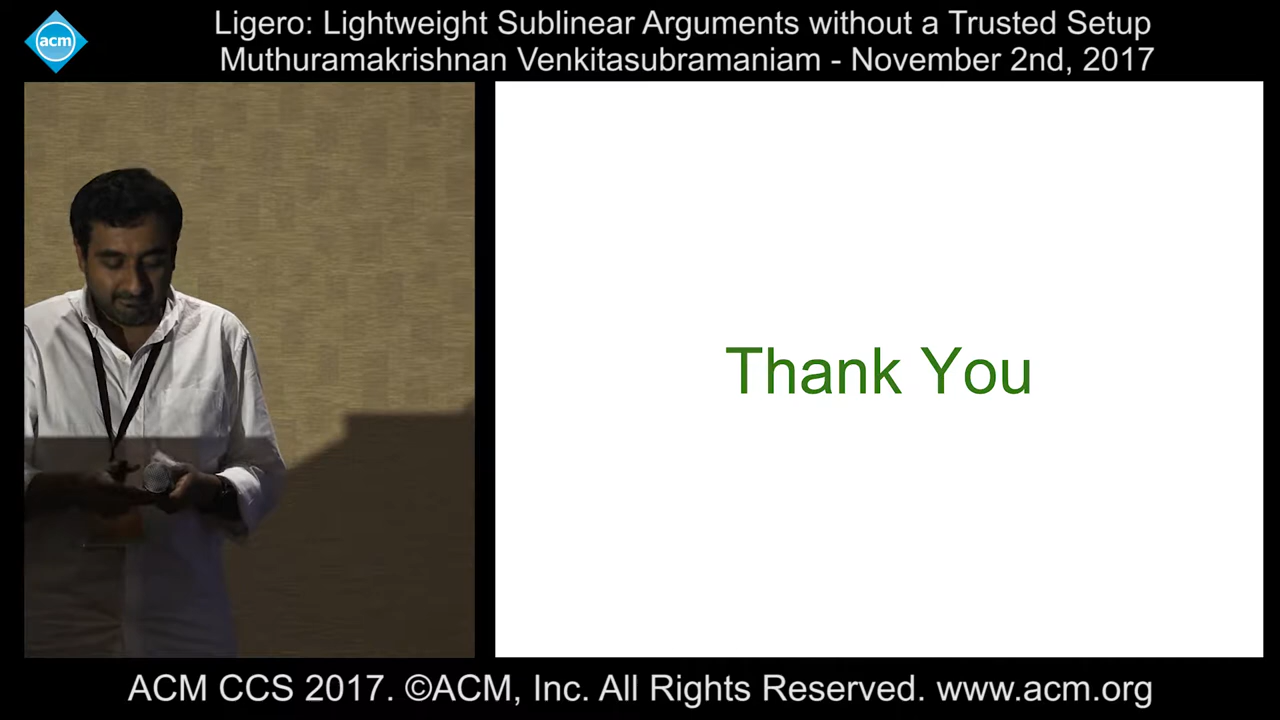 acm
Ligero: Lightweight Sublinear Arguments without a Trusted Setup
Muthuramakrishnan Venkitasubramaniam - November 2nd, 2017
Thank You
ACM CCS 2017. ©ACM, Inc. All Rights Reserved. www.acm.org